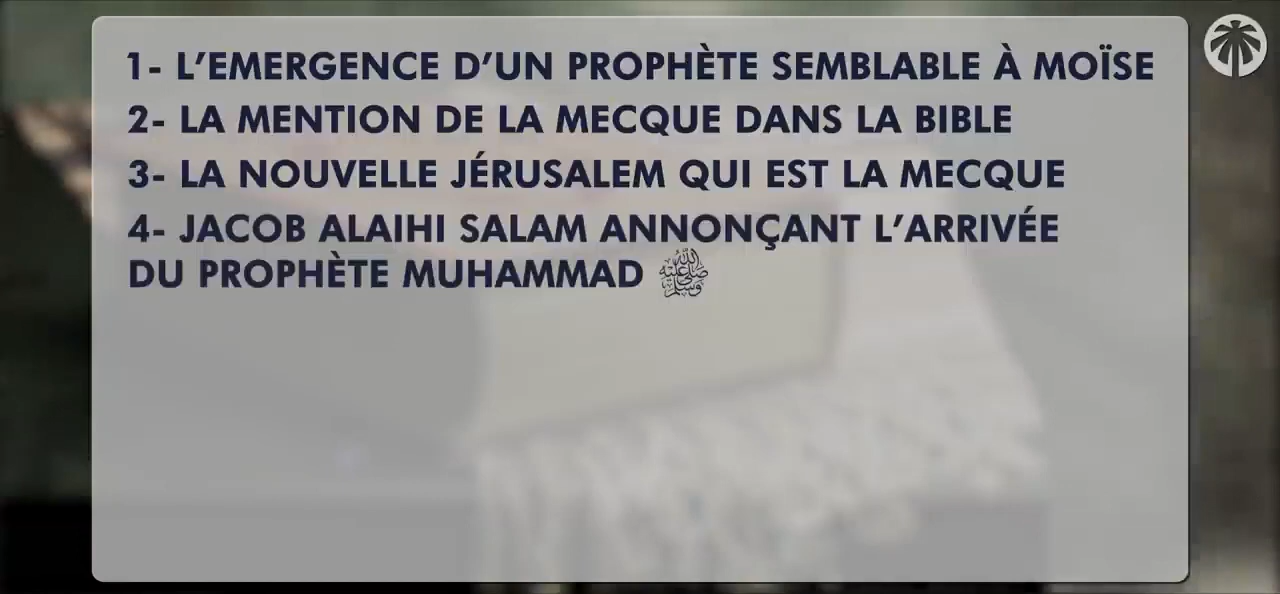 1- L’EMERGENCE D’UN PROPHÈTE SEMBLABLE À MOÏSE
2- LA MENTION DE LA MECQUE DANS LA BIBLE
3- LA NOUVELLE JÉRUSALEM QUI EST LA MECQUE
4- JACOB ALAIHI SALAM ANNONÇANT L’ARRIVÉE
DU PROPHÈTE MUHAMMAD ﷺ